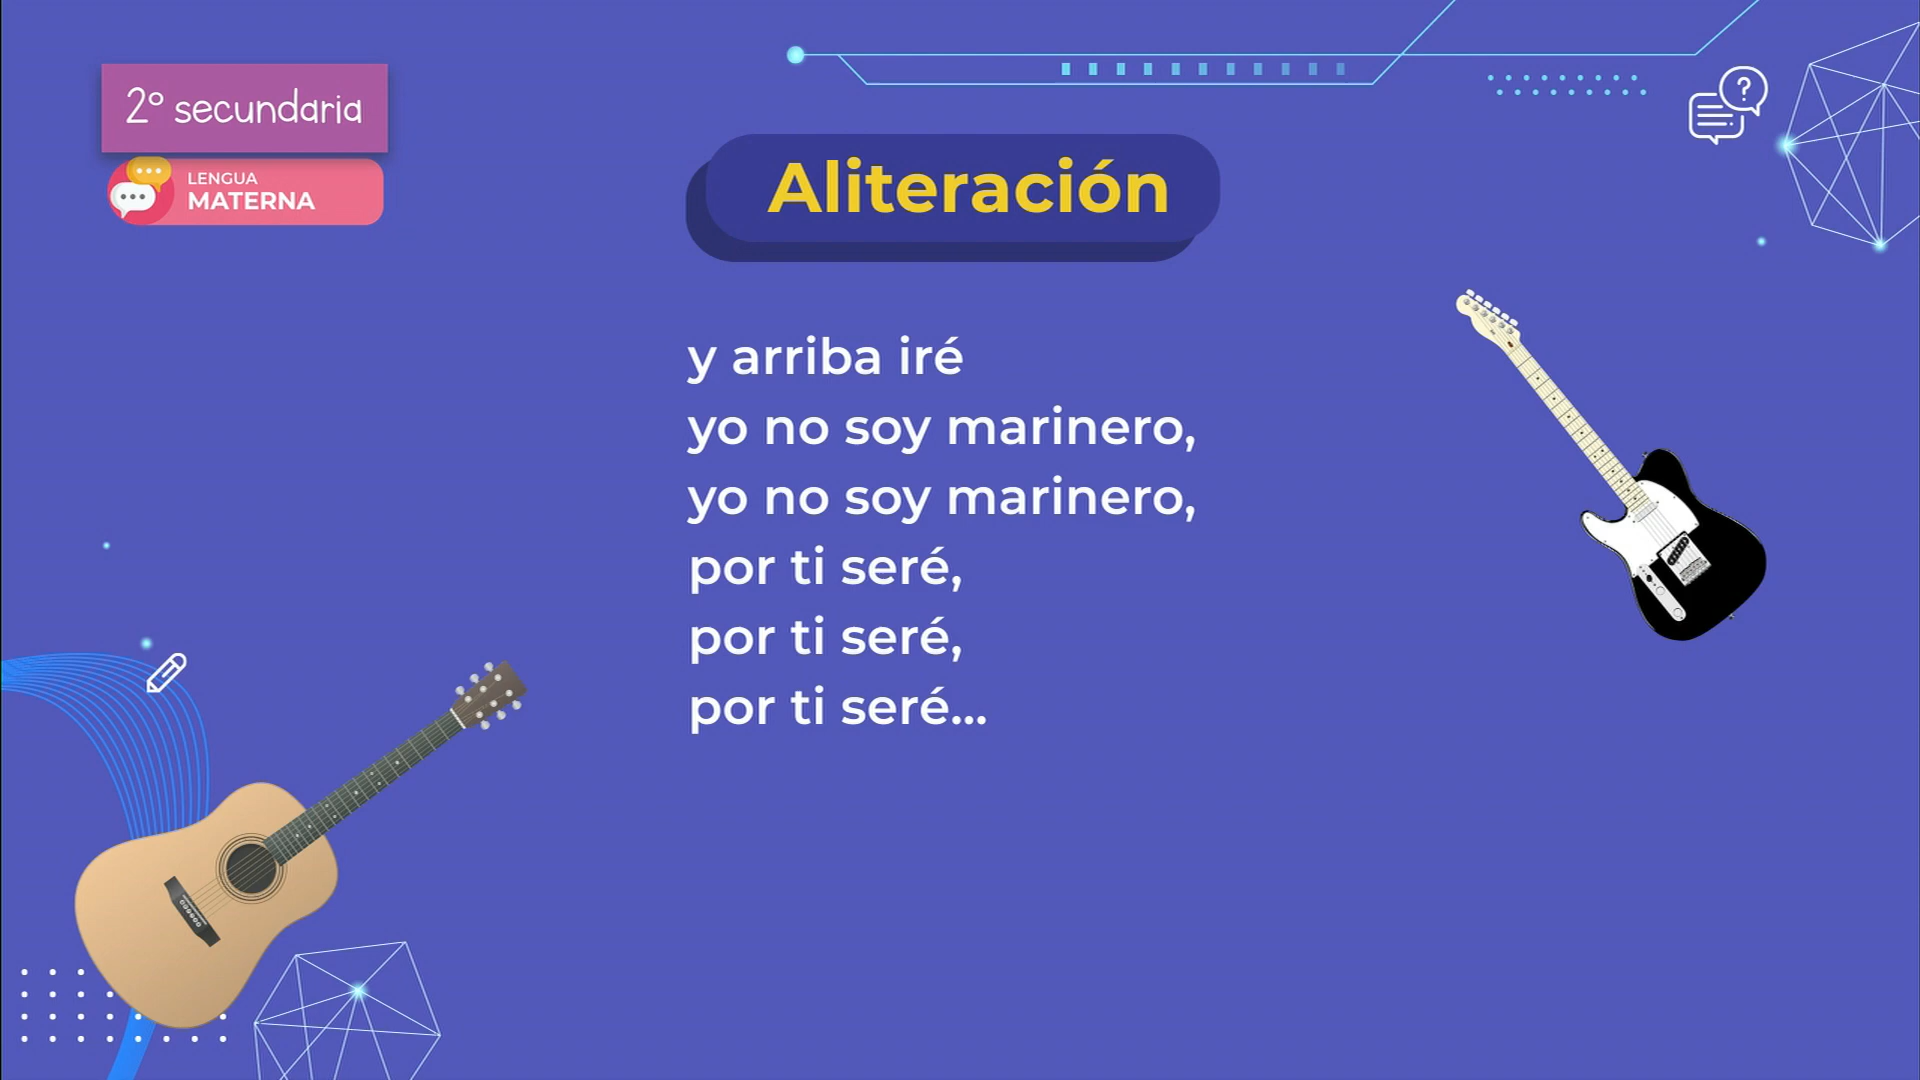 2° secundaria
LENGUA
MATERNA
Aliteración
y arriba iré
yo no soy marinero,
yo no soy marinero,
por ti seré,
por ti seré,
por ti seré...